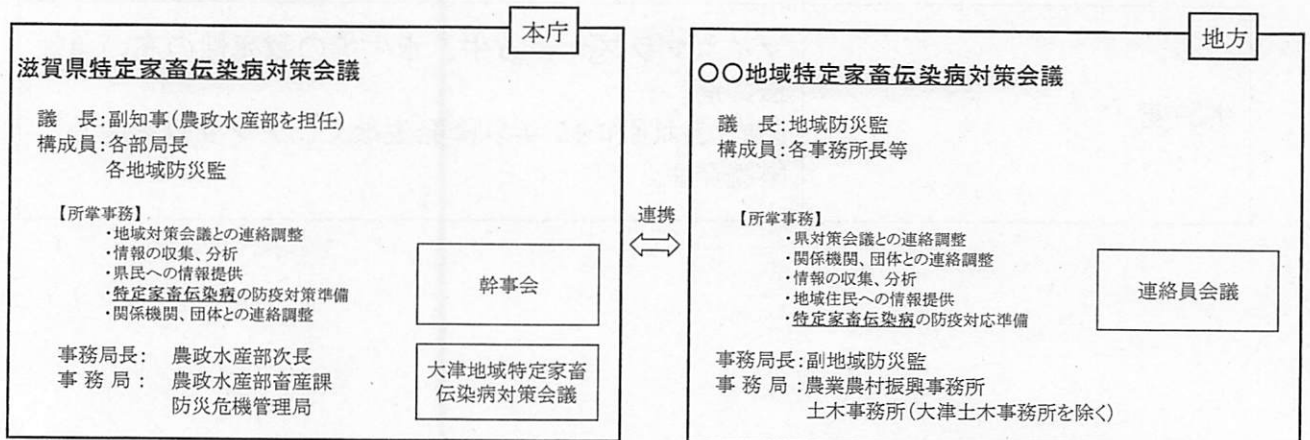 本庁
滋賀県特定家畜伝染病対策会議
議　長：副知事（農政水産部を担任）
構成員：各部局長
各地域防災監
【所掌事務】
・地域対策会議との連絡調整
・情報の収集、分析
・県民への情報提供
・特定家畜伝染病の防疫対策準備
・関係機関、団体との連絡調整
幹事会
事務局長：　農政水産部次長
事 務 局 ：　農政水産部畜産課
防災危機管理局
大津地域特定家畜
伝染病対策会議
連携
地方
〇〇地域特定家畜伝染病対策会議
議　長：地域防災監
構成員：各事務所長等
【所掌事務】
・県対策会議との連絡調整
・関係機関、団体との連絡調整
・情報の収集、分析
・地域住民への情報提供
・特定家畜伝染病の防疫対応準備
連絡員会議
事務局長：副地域防災監
事 務 局 ：農業農村振興事務所
土木事務所（大津土木事務所を除く）